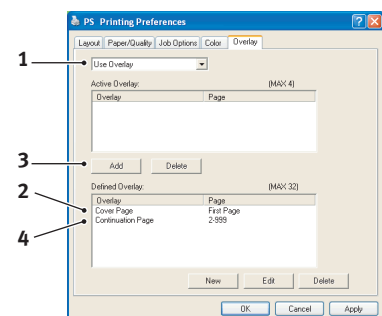 PS Printing Preferences
Layout Paper/Quality Job Options Color Overlay
1
Use Overlay
Active Overlay: (MAX 4)
Overlay Page
3
Add Delete
Defined Overlay: (MAX 32)
2
Overlay Page
Cover Page First Page
4
Continuation Page 2-999
New Edit Delete
OK Cancel Apply